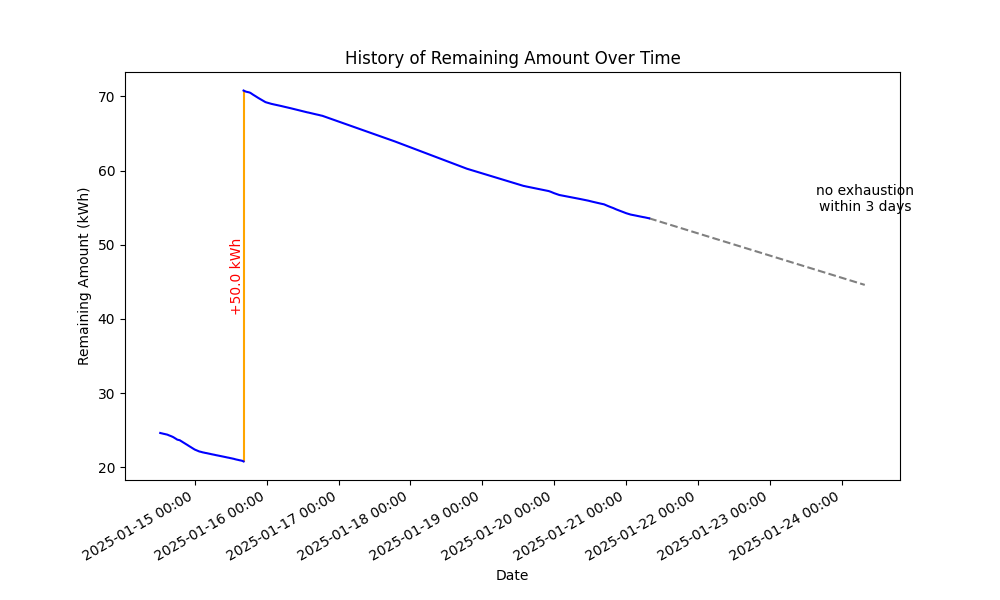 History of Remaining Amount Over Time
Remaining Amount (kWh)
70
60
50
40
30
20
+50.0 kWh
no exhaustion
within 3 days
2025-01-15 00:00
2025-01-16 00:00
2025-01-17 00:00
2025-01-18 00:00
2025-01-19 00:00
2025-01-20 00:00
2025-01-21 00:00
2025-01-22 00:00
2025-01-23 00:00
2025-01-24 00:00
Date